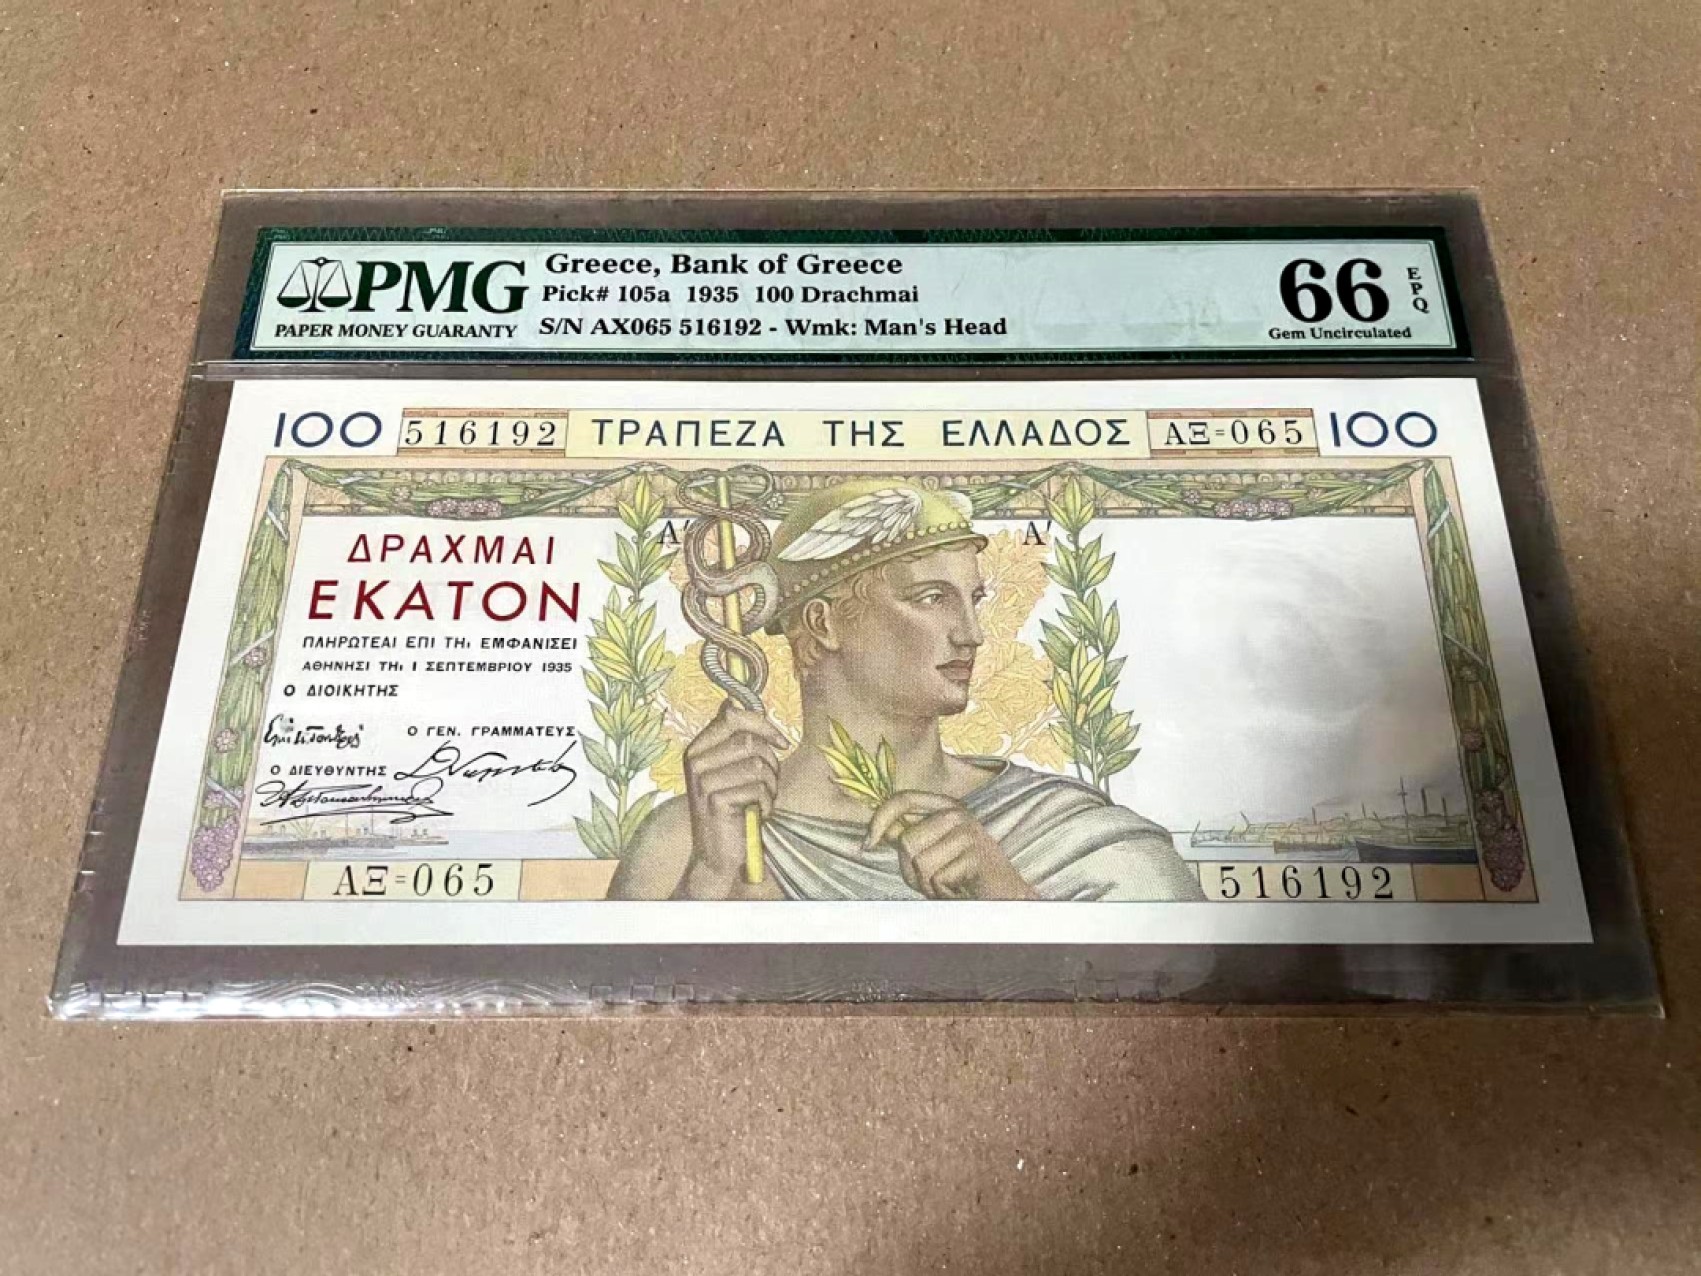 PMG
PAPER MONEY GUARANTY
Greece, Bank of Greece
Pick# 105a 1935 100 Drachmai
S/N AX065 516192 - Wmk: Man's Head
66 EPQ
Gem Uncirculated
100 516192 ΤΡΑΠΕΖΑ ΤΗΣ ΕΛΛΑΔΟΣ ΑΞ=065 100
Α' Α'
ΔΡΑΧΜΑΙ
ΕΚΑΤΟΝ
ΠΛΗΡΩΤΕΑΙ ΕΠΙ ΤΗι ΕΜΦΑΝΙΣΕΙ
ΑΘΗΝΗΣΙ ΤΗι 1 ΣΕΠΤΕΜΒΡΙΟΥ 1935
Ο ΔΙΟΙΚΗΤΗΣ
Ο ΓΕΝ. ΓΡΑΜΜΑΤΕΥΣ
Ο ΔΙΕΥΘΥΝΤΗΣ
ΑΞ=065 516192